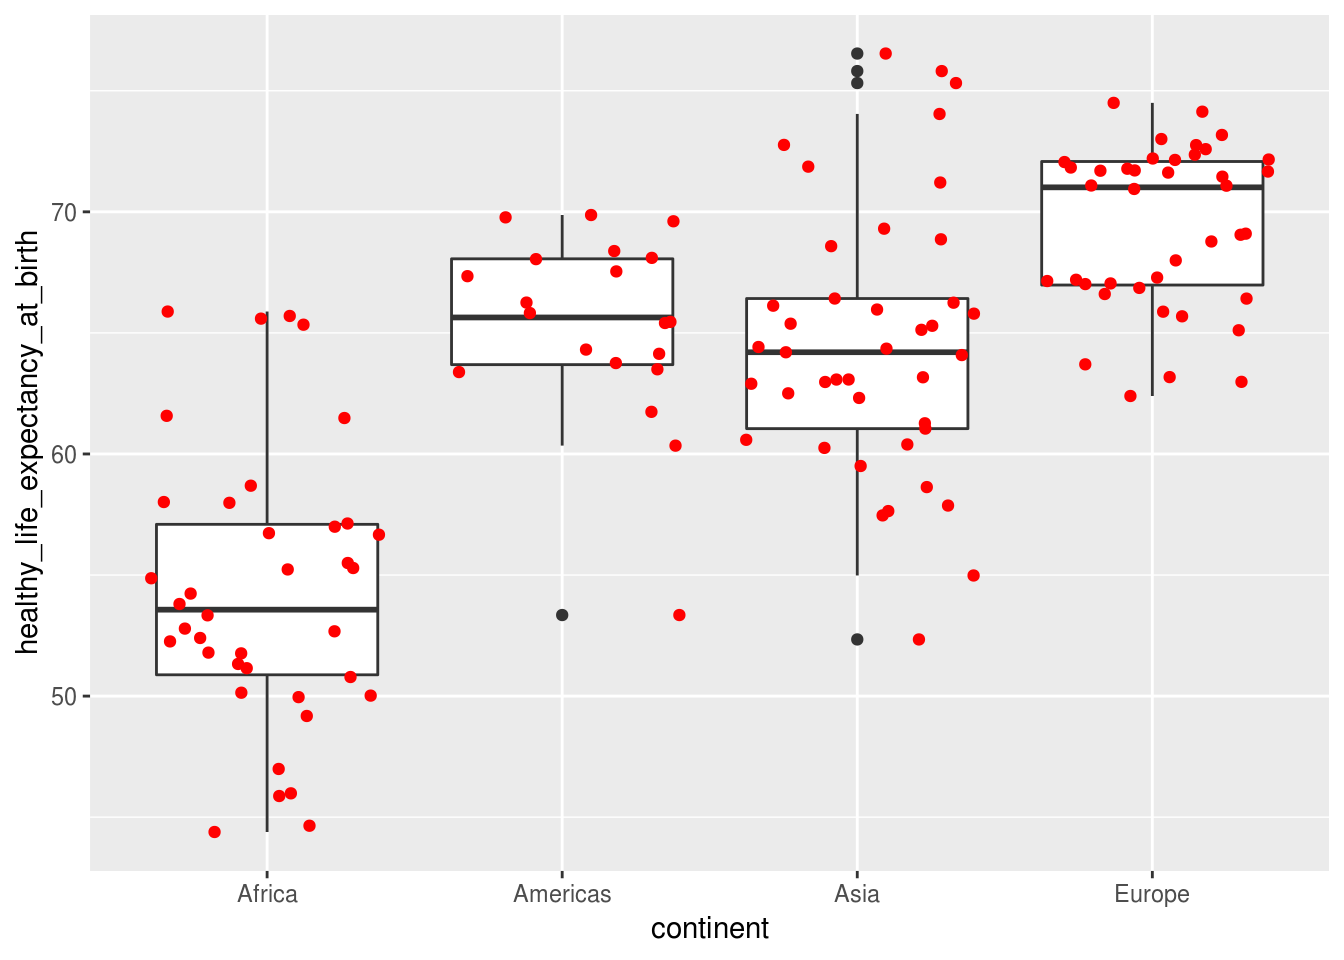 healthy_life_expectancy_at_birth
70
60
50
Africa
Americas
Asia
Europe
continent